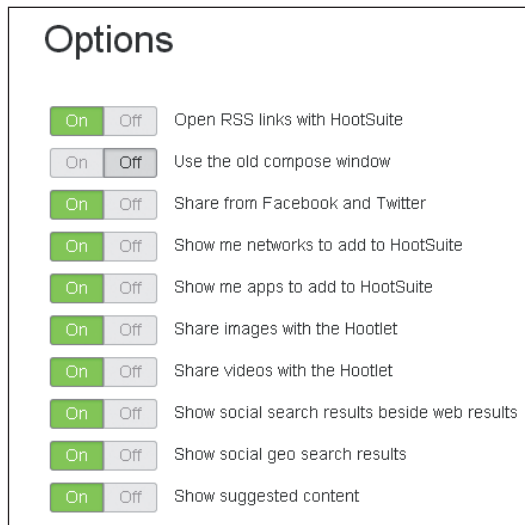 Options
On Off Open RSS links with HootSuite
On Off Use the old compose window
On Off Share from Facebook and Twitter
On Off Show me networks to add to HootSuite
On Off Show me apps to add to HootSuite
On Off Share images with the Hootlet
On Off Share videos with the Hootlet
On Off Show social search results beside web results
On Off Show social geo search results
On Off Show suggested content